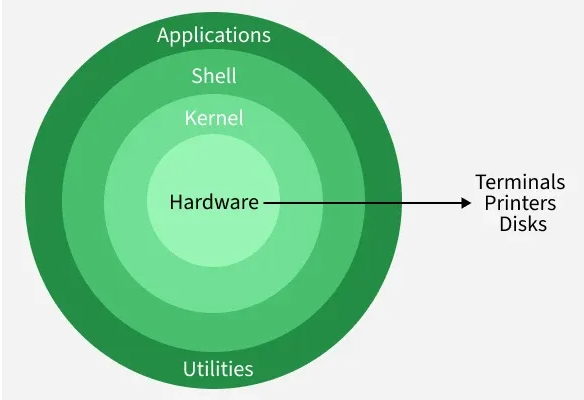 Applications
Shell
Kernel
Hardware
Terminals
Printers
Disks
Utilities